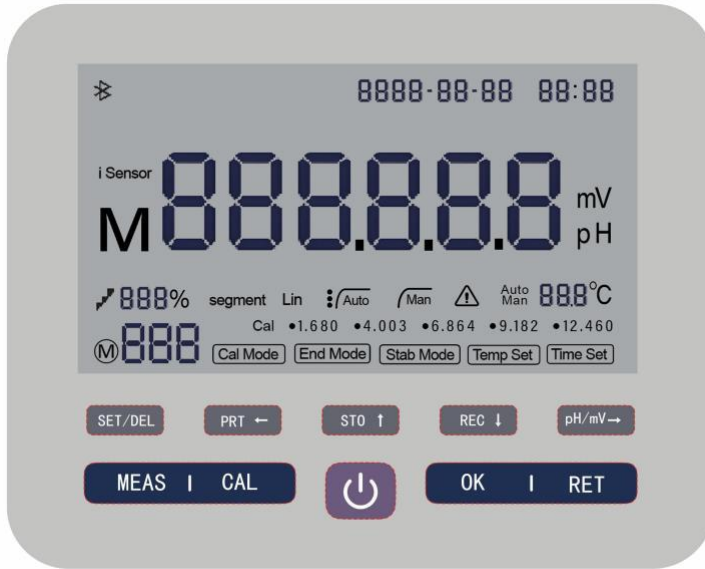 8888-88-88 88:88
i Sensor
M 888.8.8.8 mV
pH
888% segment Lin Auto Man Auto Man 88.8°C
Cal •1.680 •4.003 •6.864 •9.182 •12.460
M 888 Cal Mode End Mode Stab Mode Temp Set Time Set
SET/DEL PRT ← STO ↑ REC ↓ pH/mV→
MEAS | CAL OK | RET